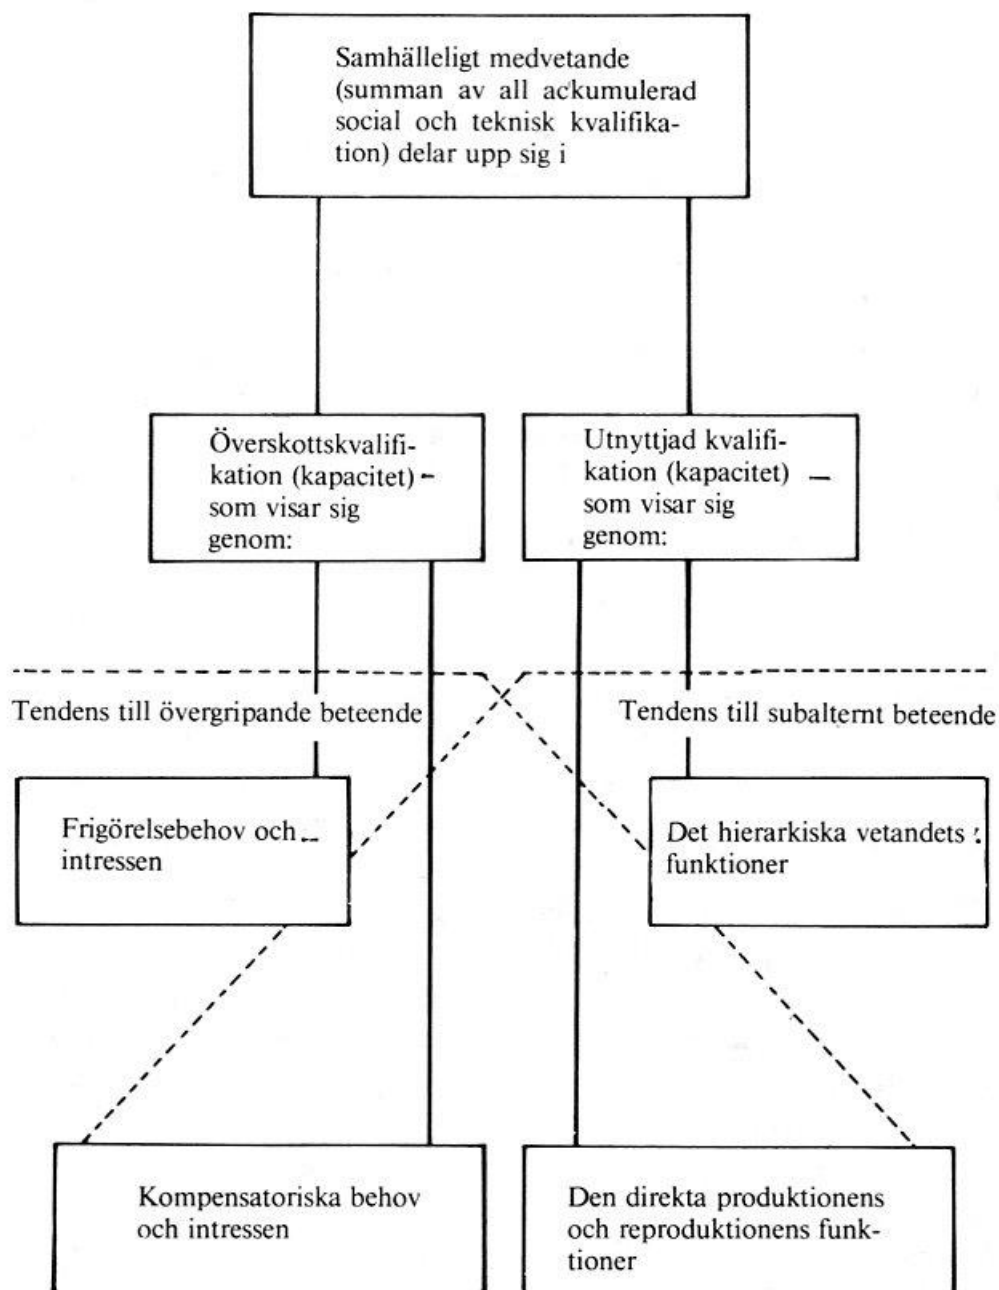 Samhälleligt medvetande
(summan av all ackumulerad
social och teknisk kvalifika-
tion) delar upp sig i
Överskottskvalifi-
kation (kapacitet) –
som visar sig
genom:
Utnyttjad kvalifi-
kation (kapacitet) –
som visar sig
genom:
Tendens till övergripande beteende
Tendens till subalternt beteende
Frigörelsebehov och
intressen
Det hierarkiska vetandets
funktioner
Kompensatoriska behov
och intressen
Den direkta produktionens
och reproduktionens funk-
tioner